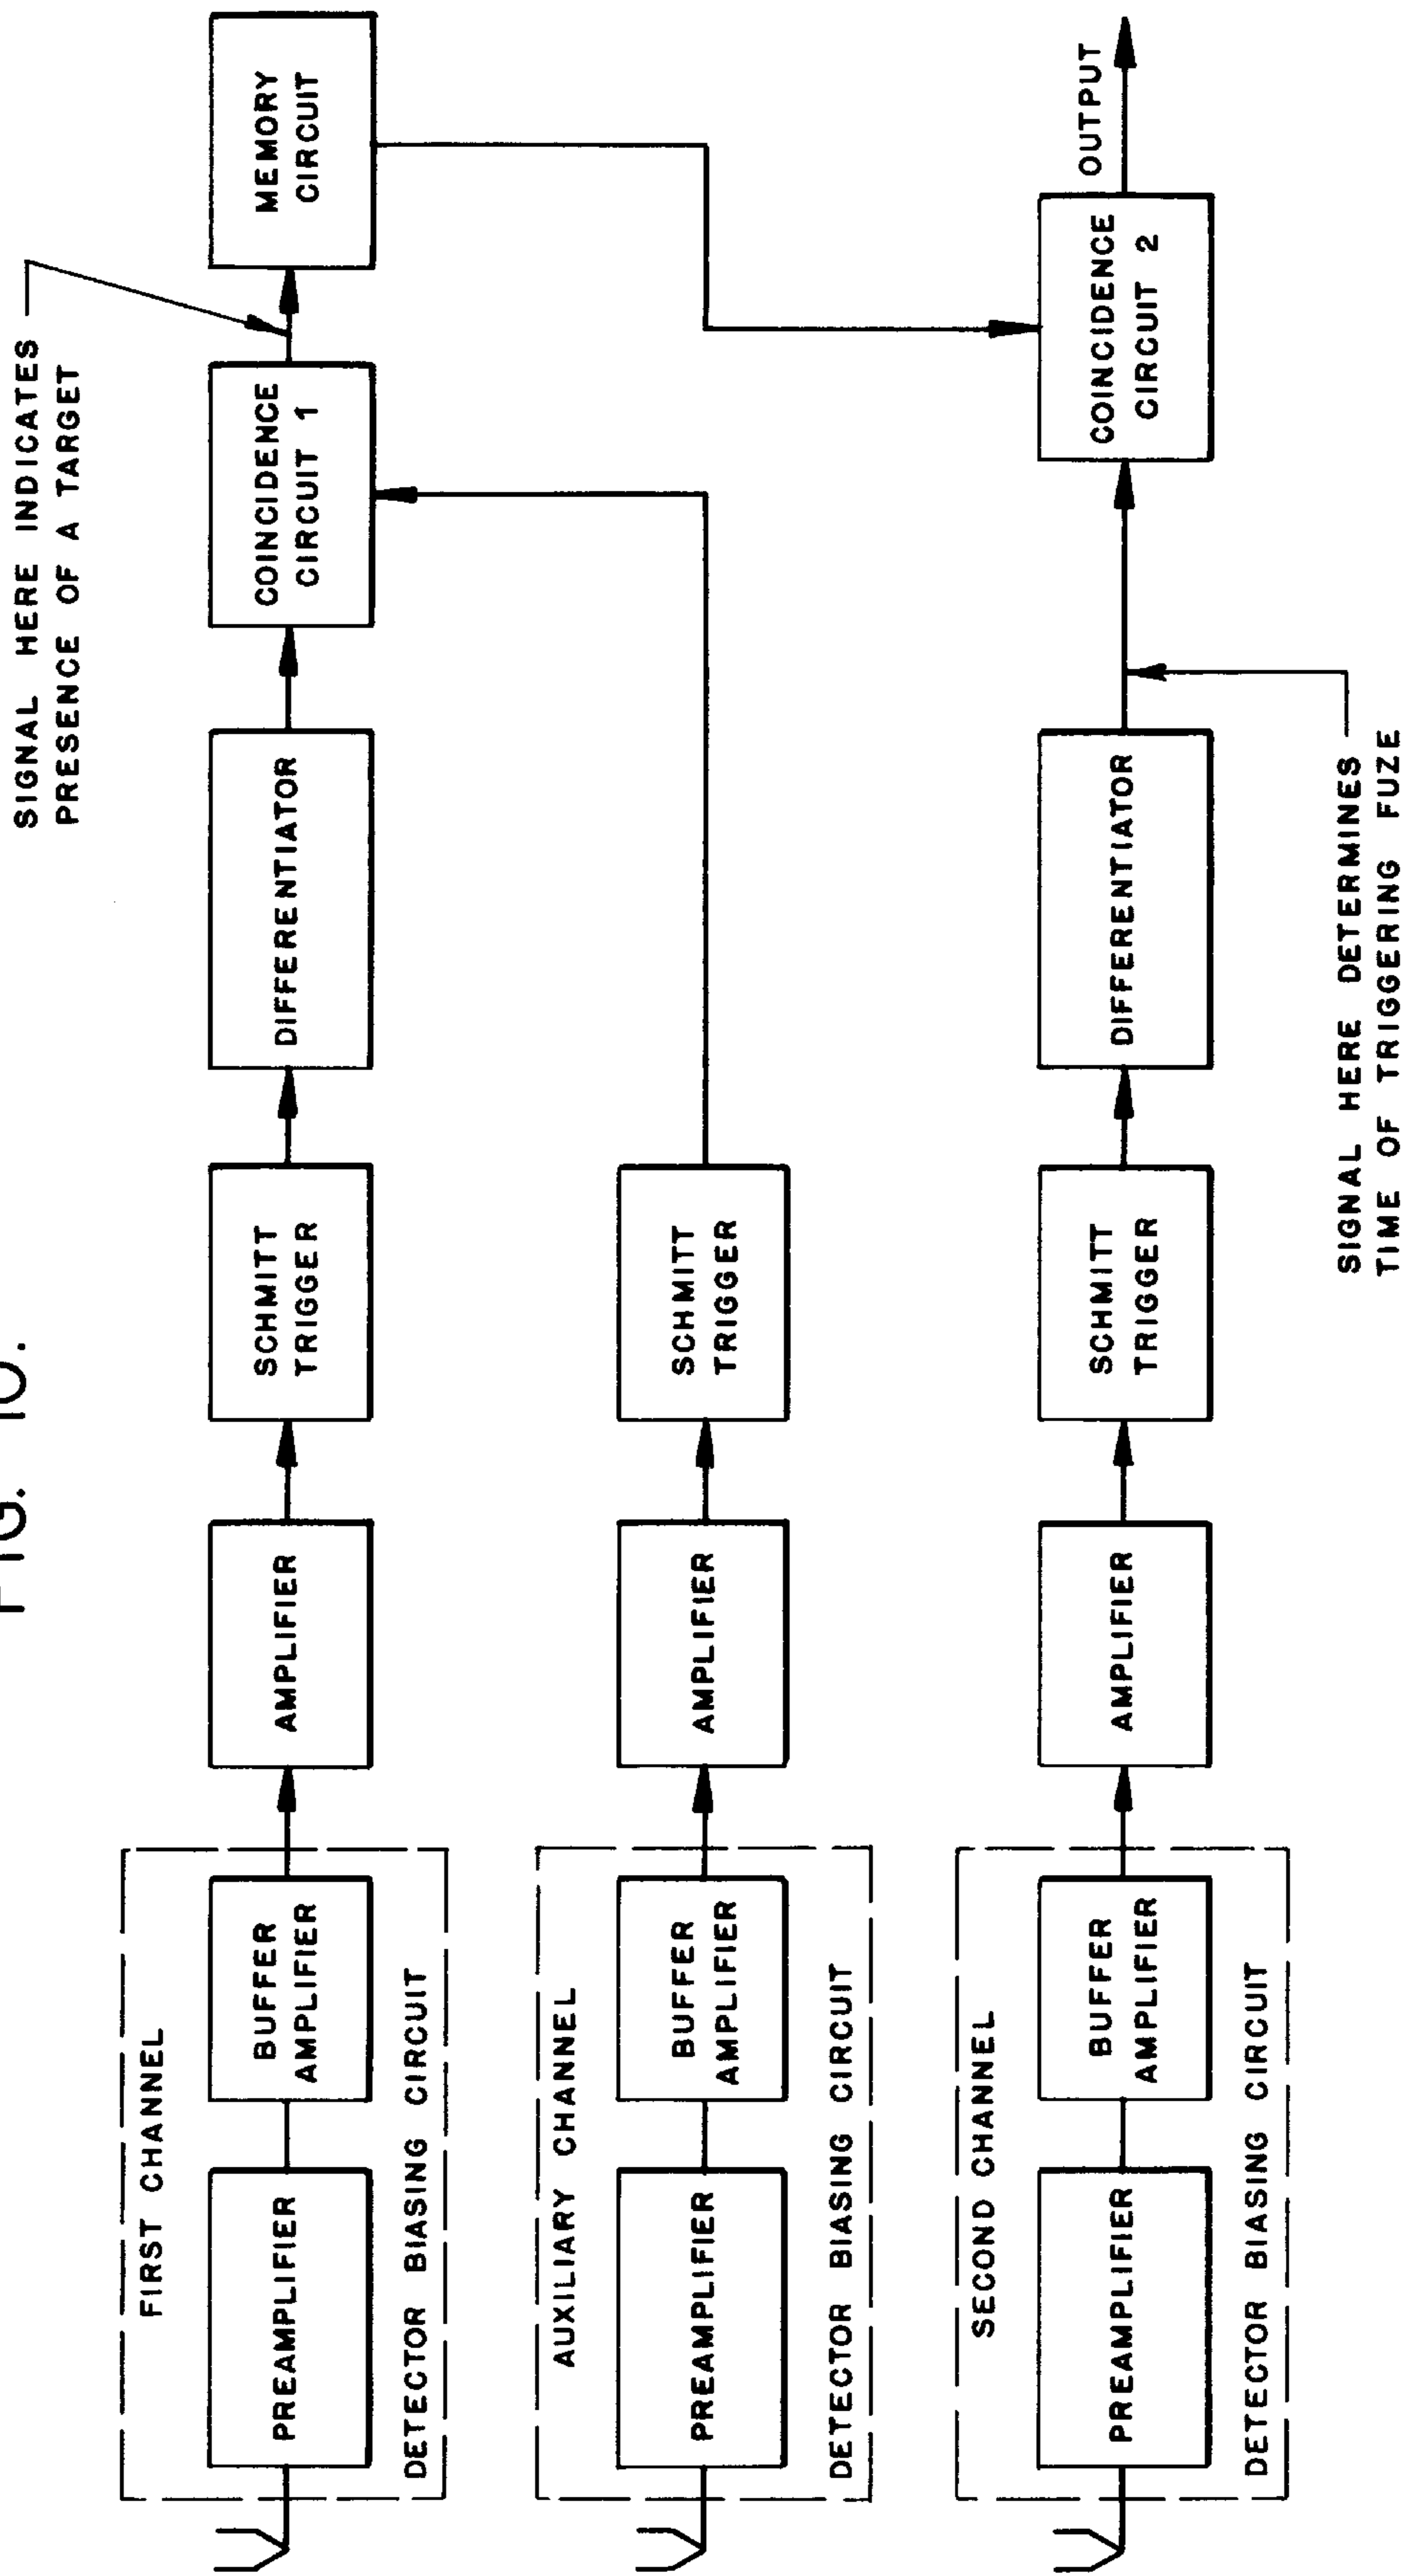 FIG. 10.
SIGNAL HERE INDICATES
PRESENCE OF A TARGET
FIRST CHANNEL
PREAMPLIFIER
BUFFER
AMPLIFIER
DETECTOR BIASING CIRCUIT
AMPLIFIER
SCHMITT
TRIGGER
DIFFERENTIATOR
COINCIDENCE
CIRCUIT 1
MEMORY
CIRCUIT
AUXILIARY CHANNEL
PREAMPLIFIER
BUFFER
AMPLIFIER
DETECTOR BIASING CIRCUIT
AMPLIFIER
SCHMITT
TRIGGER
SECOND CHANNEL
PREAMPLIFIER
BUFFER
AMPLIFIER
DETECTOR BIASING CIRCUIT
AMPLIFIER
SCHMITT
TRIGGER
DIFFERENTIATOR
COINCIDENCE
CIRCUIT 2
OUTPUT
SIGNAL HERE DETERMINES
TIME OF TRIGGERING FUZE